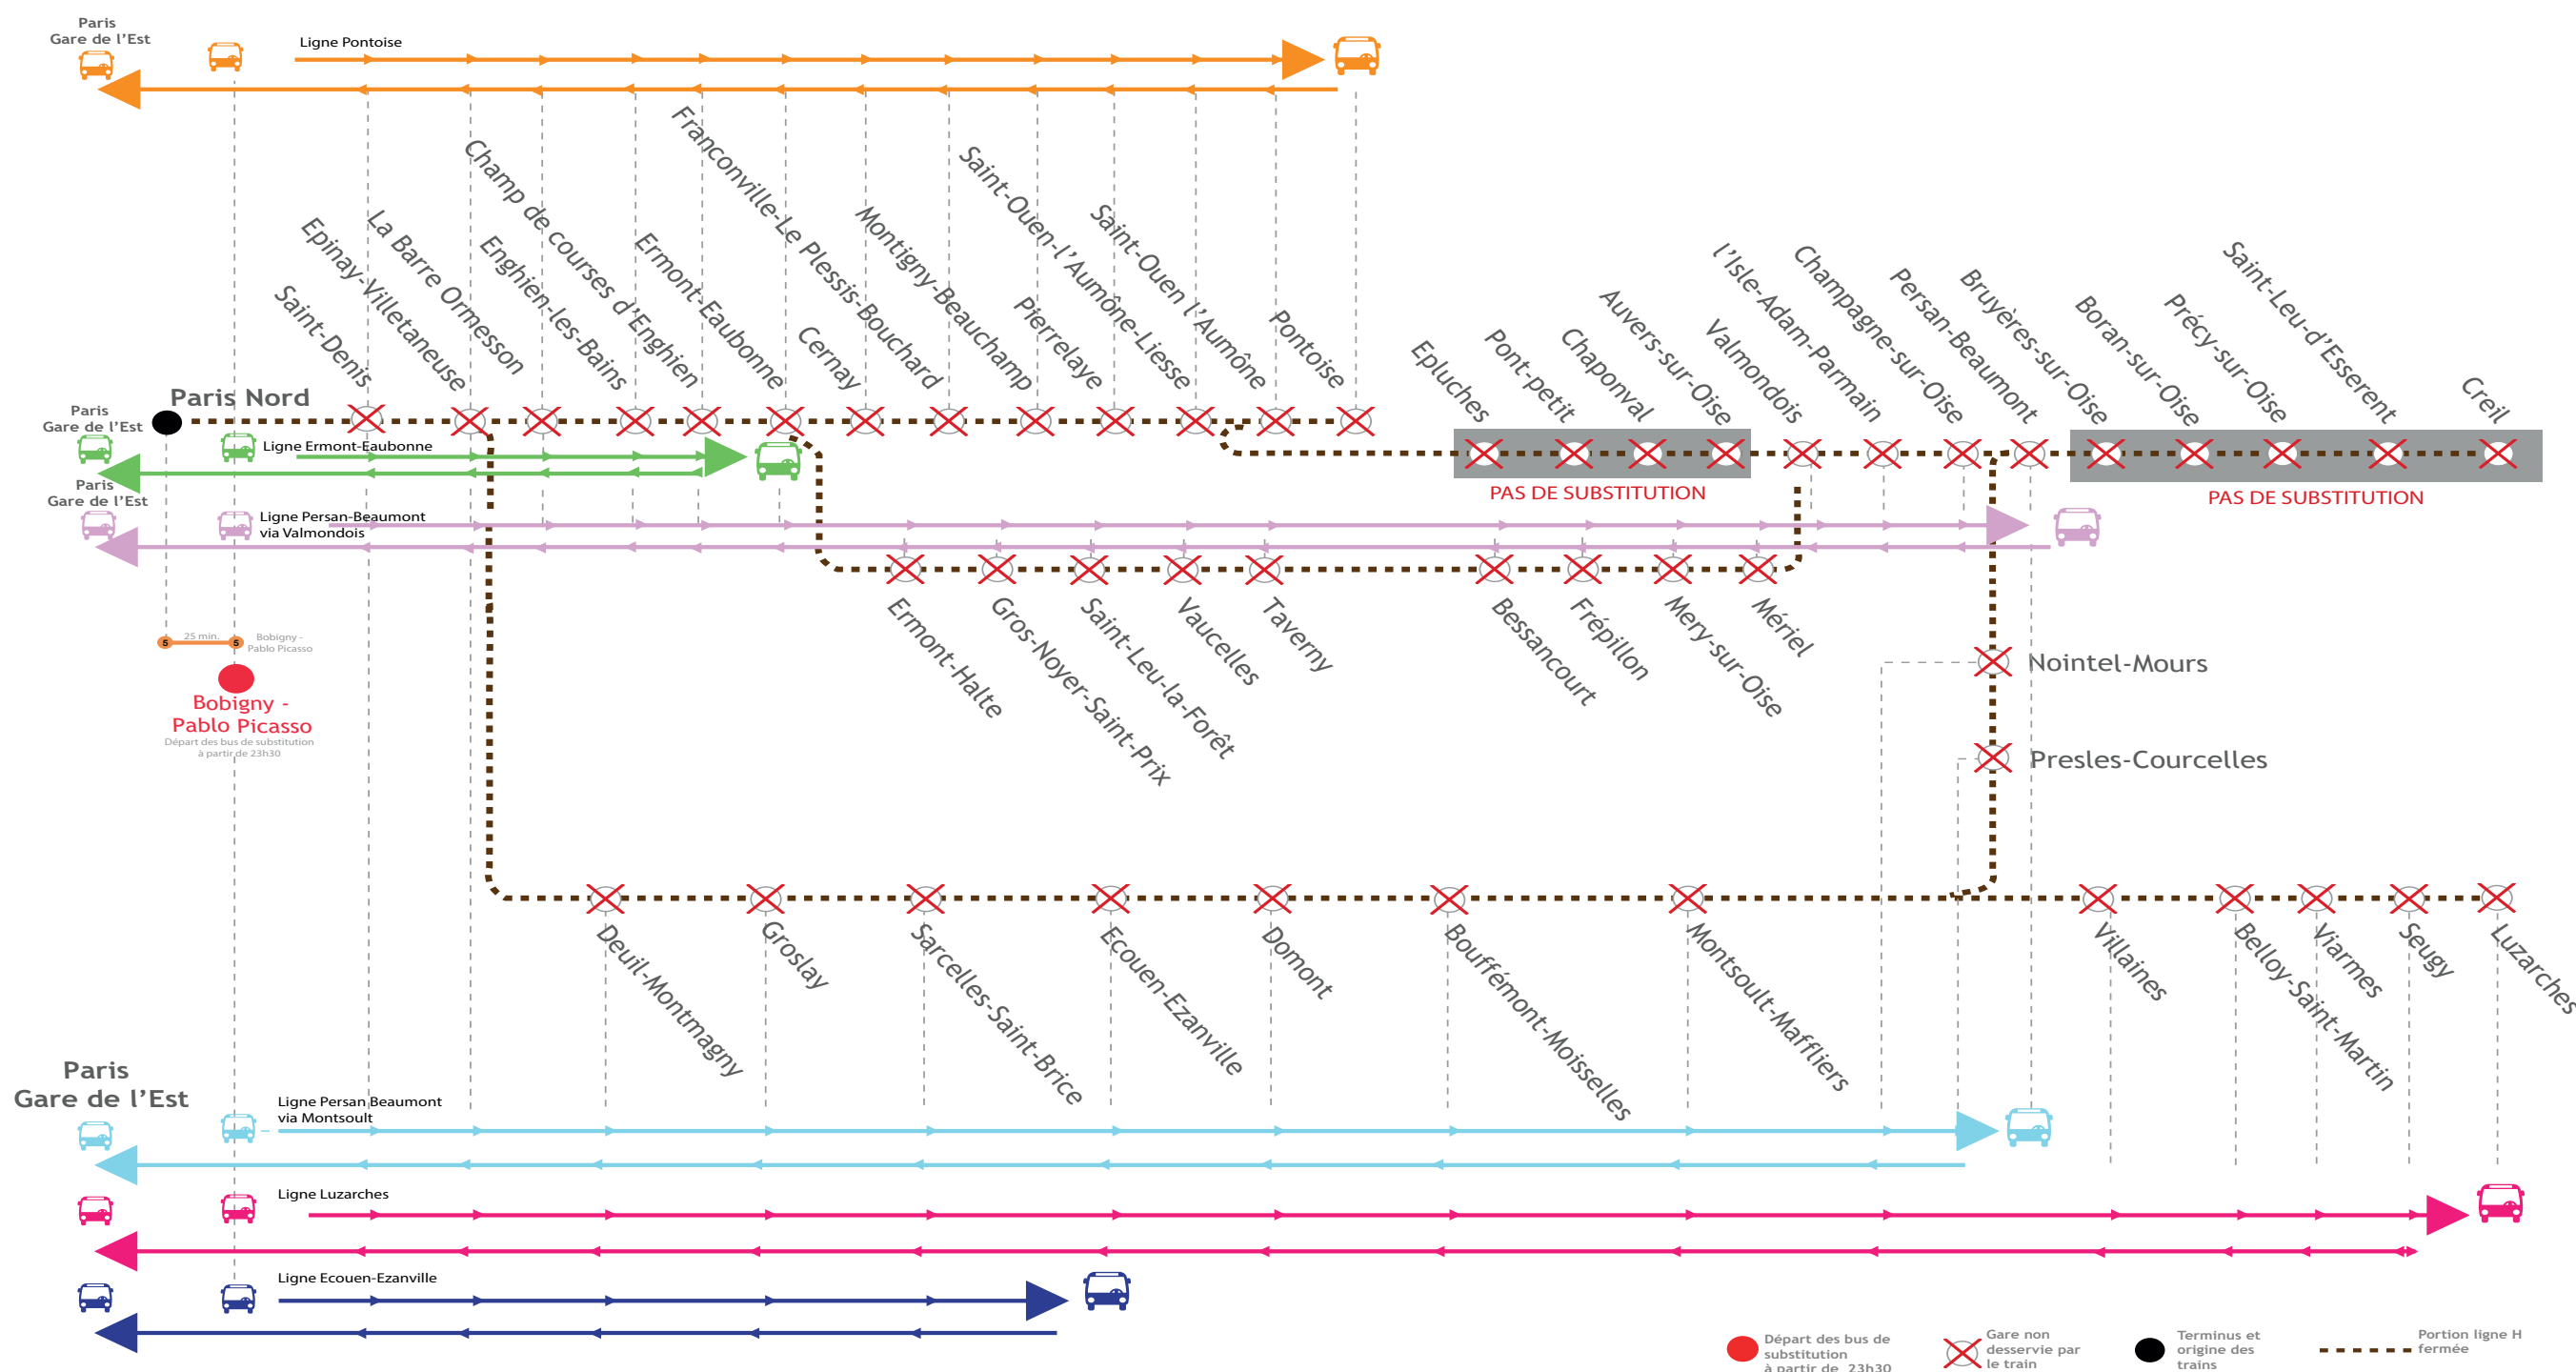 Paris
Gare de l'Est
Ligne Pontoise
Saint-Denis
Epinay-Villetaneuse
La Barre Ormesson
Enghien-les-Bains
Champ de courses d'Enghien
Ermont-Eaubonne
Cernay
Franconville-Le Plessis-Bouchard
Montigny-Beauchamp
Pierrelaye
Saint-Ouen-l'Aumône-Liesse
Saint-Ouen l'Aumône
Pontoise
Epluches
Pont-petit
Chaponval
Auvers-sur-Oise
Valmondois
l'Isle-Adam-Parmain
Champagne-sur-Oise
Persan-Beaumont
Bruyères-sur-Oise
Boran-sur-Oise
Précy-sur-Oise
Saint-Leu-d'Esserent
Creil
Paris Nord
Paris
Gare de l'Est
Ligne Ermont-Eaubonne
PAS DE SUBSTITUTION
PAS DE SUBSTITUTION
Paris
Gare de l'Est
Ligne Persan-Beaumont
via Valmondois
Ermont-Halte
Gros-Noyer-Saint-Prix
Saint-Leu-la-Forêt
Vaucelles
Taverny
Bessancourt
Frépillon
Mery-sur-Oise
Mériel
5
25 min.
5
Bobigny -
Pablo Picasso
Bobigny -
Pablo Picasso
Départ des bus de substitution
à partir de 23h30
Nointel-Mours
Presles-Courcelles
Deuil-Montmagny
Groslay
Sarcelles-Saint-Brice
Ecouen-Ezanville
Domont
Bouffémont-Moisselles
Montsoult-Maffliers
Villaines
Belloy-Saint-Martin
Viarmes
Seugy
Luzarches
Paris
Gare de l'Est
Ligne Persan Beaumont
via Montsoult
Ligne Luzarches
Ligne Ecouen-Ezanville
Départ des bus de
substitution
à partir de 23h30
Gare non
desservie par
le train
Terminus et
origine des
trains
Portion ligne H
fermée